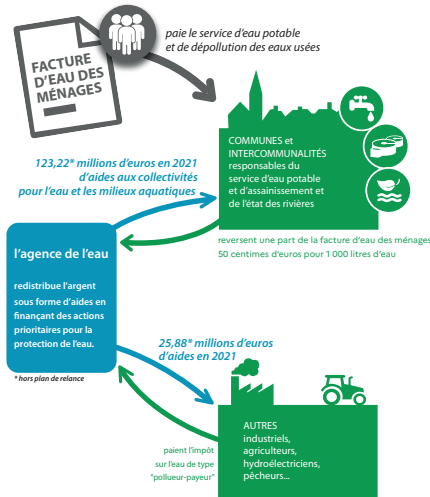 paie le service d'eau potable
et de dépollution des eaux usées
FACTURE
D'EAU DES
MÉNAGES
COMMUNES et
INTERCOMMUNALITÉS
responsables du
service d'eau potable
et d'assainissement et
de l'état des rivières
123,22* millions d'euros en 2021
d'aides aux collectivités
pour l'eau et les milieux aquatiques
reversent une part de la facture d'eau des ménages
50 centimes d'euros pour 1 000 litres d'eau
l'agence de l'eau
redistribue l'argent
sous forme d'aides en
finançant des actions
prioritaires pour la
protection de l'eau.
* hors plan de relance
25,88* millions d'euros
d'aides en 2021
paient l'impôt
sur l'eau de type
"pollueur-payeur"
AUTRES
industriels,
agriculteurs,
hydroélectriciens,
pêcheurs...